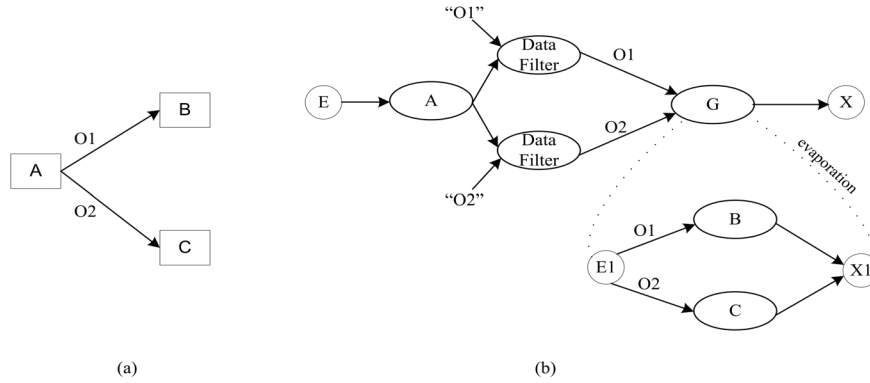 A
O1
O2
B
C
(a)
“O1”
“O2”
E
A
Data
Filter
Data
Filter
O1
O2
G
X
evaporation
E1
O1
O2
B
C
X1
(b)